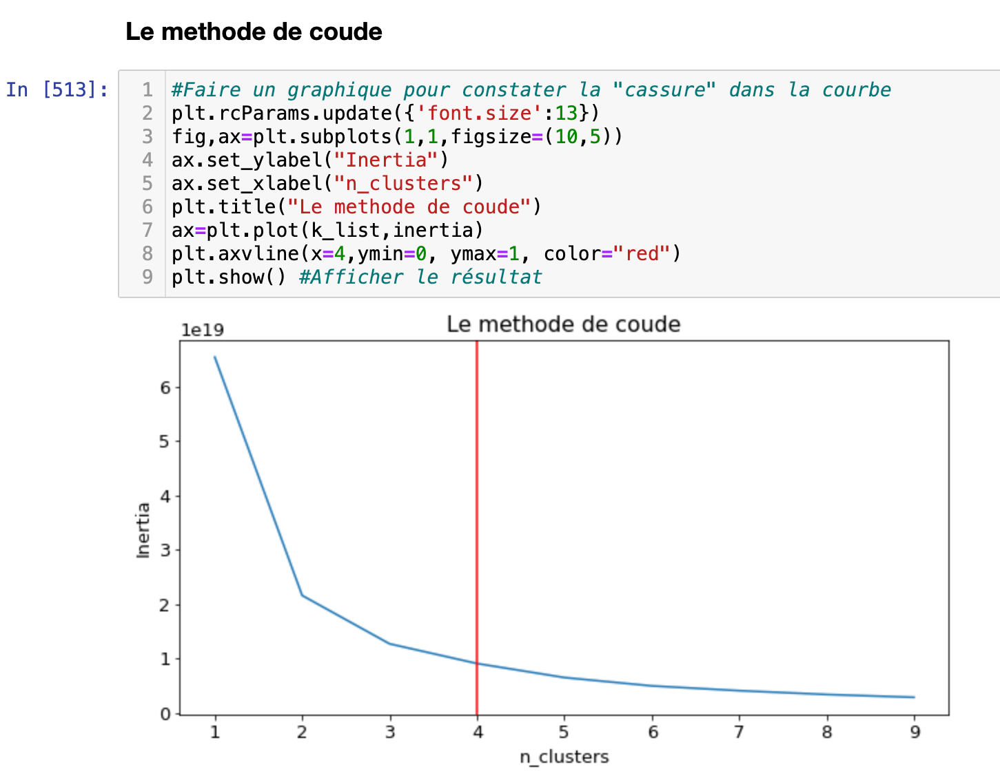 Le methode de coude
In [513]:
1 #Faire un graphique pour constater la "cassure" dans la courbe
2 plt.rcParams.update({'font.size':13})
3 fig,ax=plt.subplots(1,1,figsize=(10,5))
4 ax.set_ylabel("Inertia")
5 ax.set_xlabel("n_clusters")
6 plt.title("Le methode de coude")
7 ax=plt.plot(k_list,inertia)
8 plt.axvline(x=4,ymin=0, ymax=1, color="red")
9 plt.show() #Afficher le résultat
Le methode de coude
1e19
6
5
4
3
2
1
0
Inertia
1 2 3 4 5 6 7 8 9
n_clusters